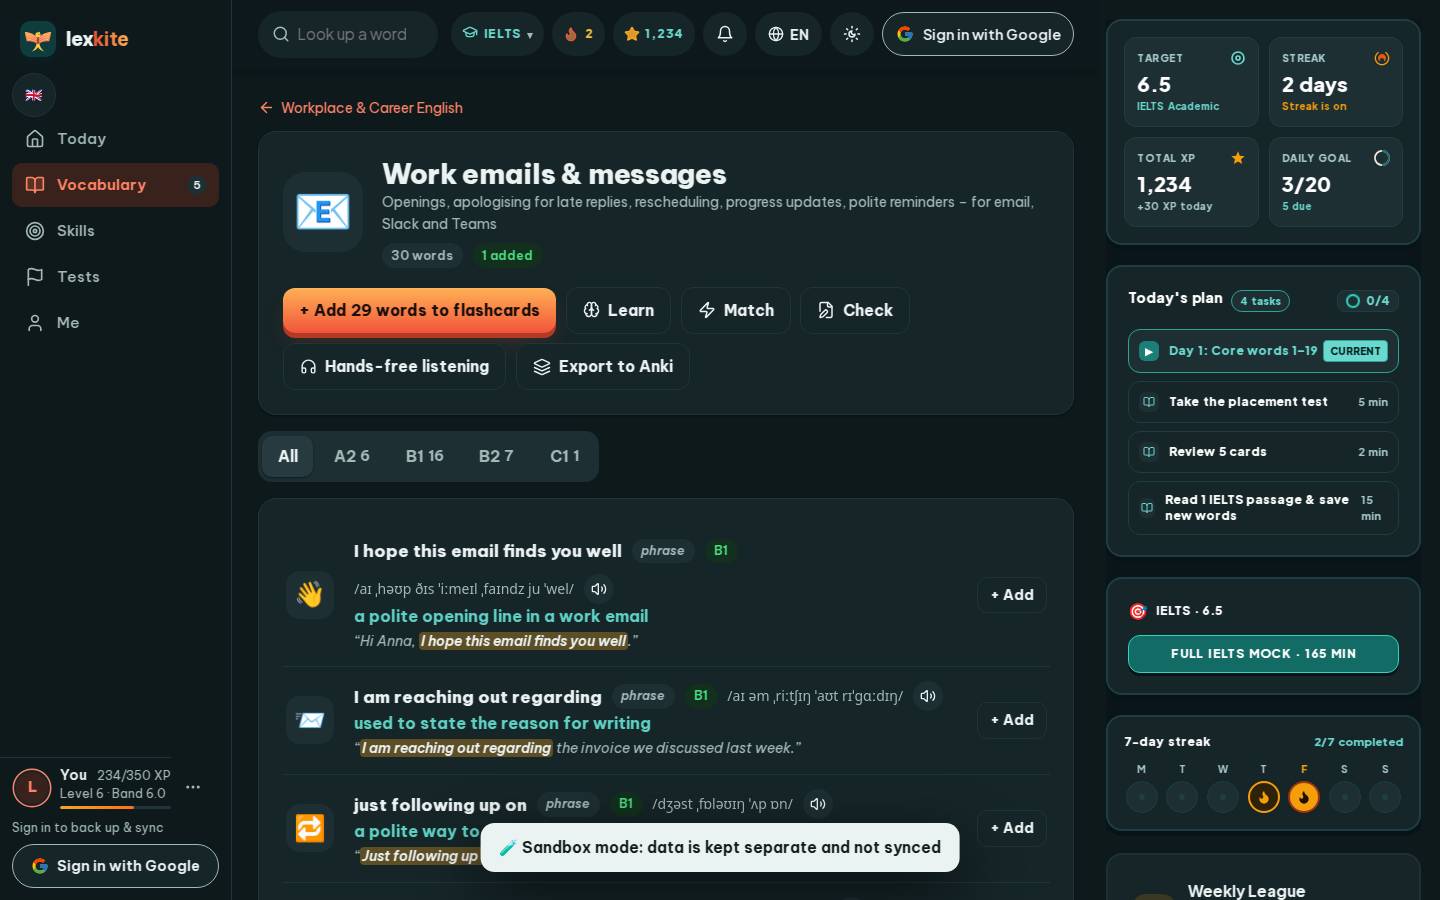 lexkite
Today
Vocabulary 5
Skills
Tests
Me
You 234/350 XP
L
Level 6 · Band 6.0
Sign in to back up & sync
Sign in with Google
Look up a word
IELTS ▾
2
1,234
EN
Sign in with Google
← Workplace & Career English
Work emails & messages
Openings, apologising for late replies, rescheduling, progress updates, polite reminders – for email,
Slack and Teams
30 words 1 added
+ Add 29 words to flashcards
Learn
Match
Check
Hands-free listening
Export to Anki
All A2 6 B1 16 B2 7 C1 1
I hope this email finds you well phrase B1
/aɪ ˌhəʊp ðɪs ˈiːmeɪl ˌfaɪndz ju ˈwel/
a polite opening line in a work email
“Hi Anna, I hope this email finds you well.”
+ Add
I am reaching out regarding phrase B1 /aɪ əm ˌriːtʃɪŋ ˈaʊt rɪˈɡɑːdɪŋ/
used to state the reason for writing
“I am reaching out regarding the invoice we discussed last week.”
+ Add
just following up on phrase B1 /dʒəst ˌfɒləʊɪŋ ˈʌp ɒn/
a polite way to
“Just following up
+ Add
🧪 Sandbox mode: data is kept separate and not synced
TARGET
6.5
IELTS Academic
STREAK
2 days
Streak is on
TOTAL XP
1,234
+30 XP today
DAILY GOAL
3/20
5 due
Today's plan 4 tasks 0/4
Day 1: Core words 1–19 CURRENT
Take the placement test 5 min
Review 5 cards 2 min
Read 1 IELTS passage & save 15
new words min
IELTS · 6.5
FULL IELTS MOCK · 165 MIN
7-day streak 2/7 completed
M T W T F S S
Weekly League